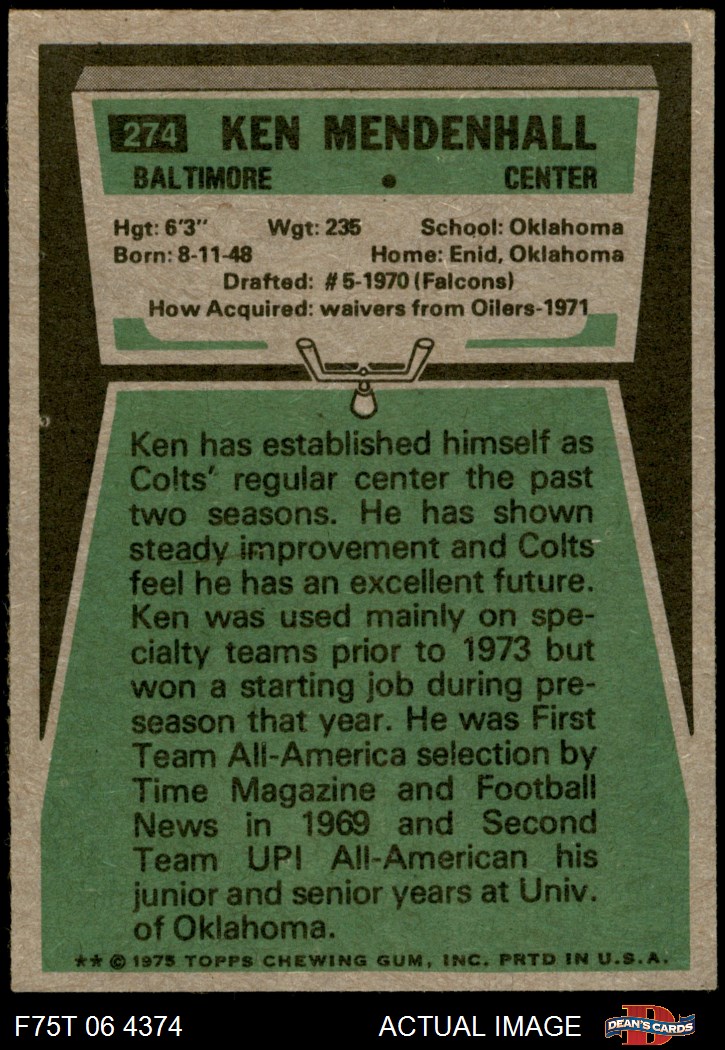 274 KEN MENDENHALL
BALTIMORE • CENTER
Hgt: 6'3" Wgt: 235 School: Oklahoma
Born: 8-11-48 Home: Enid, Oklahoma
Drafted: #5-1970 (Falcons)
How Acquired: waivers from Oilers-1971
Ken has established himself as
Colts' regular center the past
two seasons. He has shown
steady improvement and Colts
feel he has an excellent future.
Ken was used mainly on spe-
cialty teams prior to 1973 but
won a starting job during pre-
season that year. He was First
Team All-America selection by
Time Magazine and Football
News in 1969 and Second
Team UPI All-American his
junior and senior years at Univ.
of Oklahoma.
** © 1975 TOPPS CHEWING GUM, INC. PRTD IN U.S.A.
F75T 06 4374 ACTUAL IMAGE
D
DEAN'S CARDS